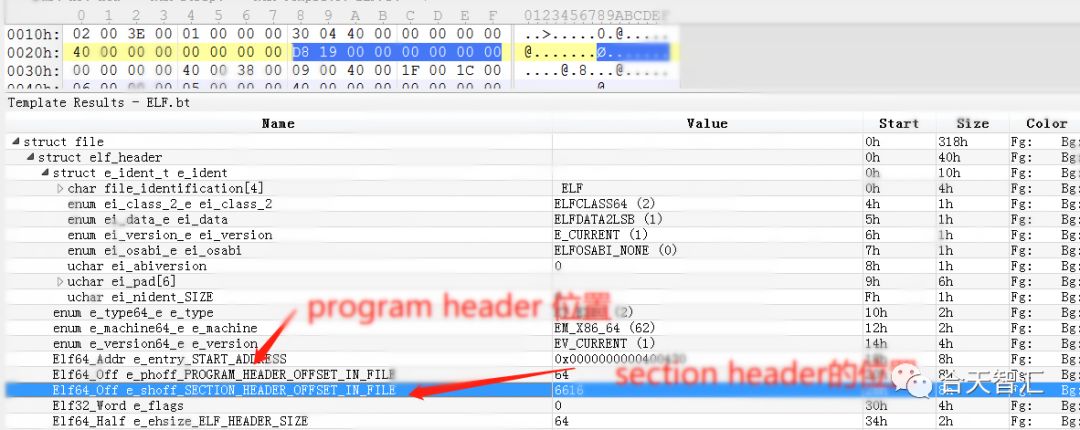 0 1 2 3 4 5 6 7 8 9 A B C D E F 0123456789ABCDEF
0010h: 02 00 3E 00 01 00 00 00 30 04 40 00 00 00 00 00 ..>.....0.@.....
0020h: 40 00 00 00 00 00 00 00 D8 19 00 00 00 00 00 00 @.......Ø.......
0030h: 00 00 00 00 40 00 38 00 09 00 40 00 1F 00 1C 00 ....@.8...@.....
Template Results - ELF.bt
Name Value Start Size Color
struct file 0h 318h Fg: Bg:
struct elf_header 0h 40h Fg: Bg:
struct e_ident_t e_ident 0h 10h Fg: Bg:
char file_identification[4] ELF 0h 4h Fg: Bg:
enum ei_class_2_e ei_class_2 ELFCLASS64 (2) 4h 1h Fg: Bg:
enum ei_data_e ei_data ELFDATA2LSB (1) 5h 1h Fg: Bg:
enum ei_version_e ei_version E_CURRENT (1) 6h 1h Fg: Bg:
enum ei_osabi_e ei_osabi ELFOSABI_NONE (0) 7h 1h Fg: Bg:
uchar ei_abiversion 0 8h 1h Fg: Bg:
uchar ei_pad[6] 9h 6h Fg: Bg:
uchar ei_nident_SIZE Fh 1h Fg: Bg:
program header 位置
enum e_type64_e e_type (2) 10h 2h Fg: Bg:
enum e_machine64_e e_machine EM_X86_64 (62) 12h 2h Fg: Bg:
enum e_version64_e e_version EV_CURRENT (1) 14h 4h Fg: Bg:
Elf64_Addr e_entry_START_ADDRESS 0x0000000000400430 8h Fg: Bg:
Elf64_Off e_phoff_PROGRAM_HEADER_OFFSET_IN_FILE 64 Fg: Bg:
section header的位置
Elf64_Off e_shoff_SECTION_HEADER_OFFSET_IN_FILE 6616
合天智汇
Elf32_Word e_flags 0 30h 4h Fg: Bg:
Elf64_Half e_ehsize_ELF_HEADER_SIZE 64 34h 2h Fg: Bg: